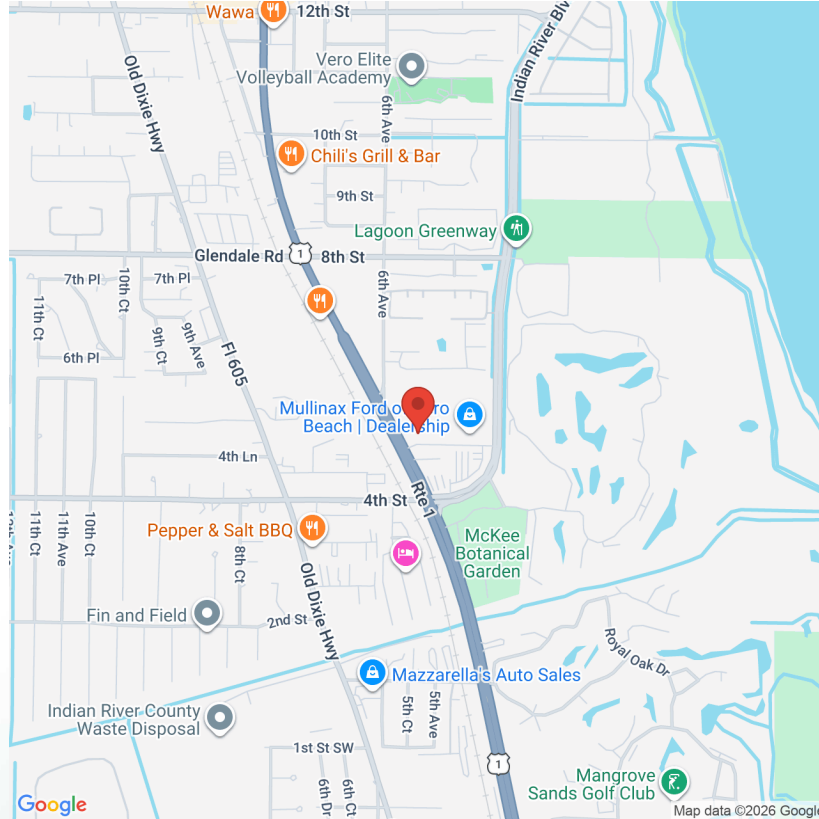 Wawa
12th St
Indian River Blv
Old Dixie Hwy
Vero Elite
Volleyball Academy
6th Ave
10th St
Chili's Grill & Bar
9th St
Lagoon Greenway
Glendale Rd
1
8th St
7th Pl
10th Ct
7th Pl
11th Ct
9th Ct
9th Ave
6th Ave
6th Pl
Fl 605
Mullinax Ford of
Beach | Dealership
4th Ln
4th St
Rte 1
11th Ct
11th Ave
10th Ct
Pepper & Salt BBQ
8th Ct
McKee
Botanical
Garden
Old Dixie Hwy
Fin and Field
2nd St
Royal Oak Dr
Mazzarella's Auto Sales
5th Ct
5th Ave
Indian River County
Waste Disposal
1st St SW
1
6th Dr
6th Ct
Mangrove
Sands Golf Club
Google
Map data ©2026 Google